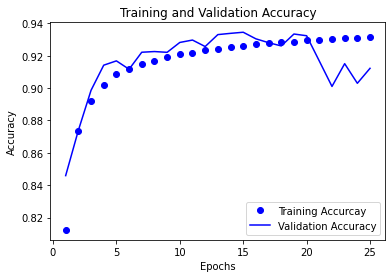 Training and Validation Accuracy
0.94
0.92
0.90
0.88
0.86
0.84
0.82
Accuracy
0
5
10
15
20
25
Epochs
Training Accurcay
Validation Accuracy